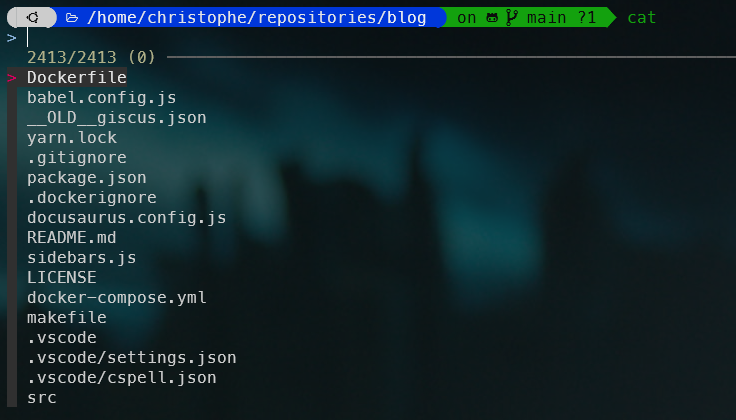 /home/christophe/repositories/blog on main ?1 cat
>
2413/2413 (0)
> Dockerfile
babel.config.js
__OLD__giscus.json
yarn.lock
.gitignore
package.json
.dockerignore
docusaurus.config.js
README.md
sidebars.js
LICENSE
docker-compose.yml
makefile
.vscode
.vscode/settings.json
.vscode/cspell.json
src